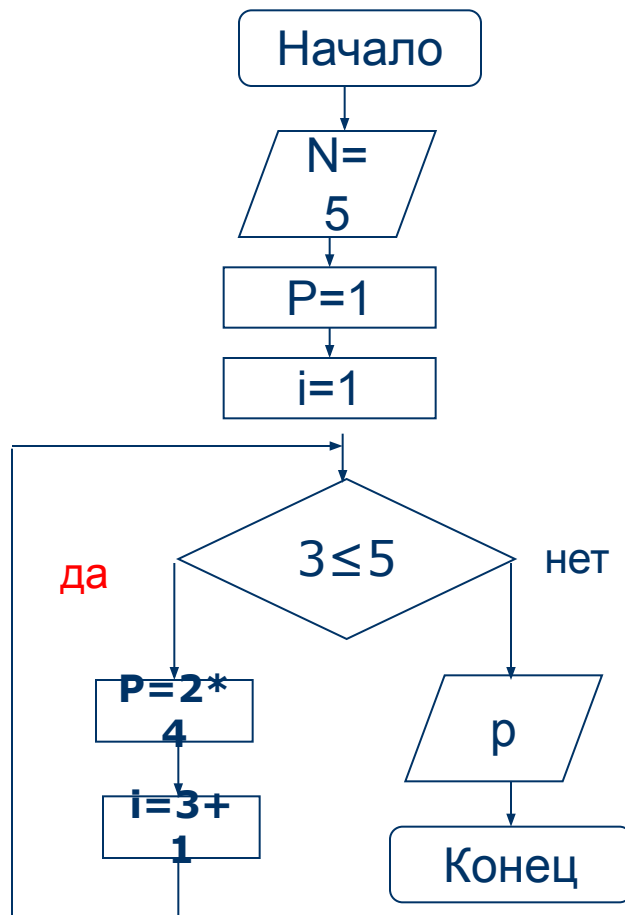 Начало
N=
5
P=1
i=1
3≤5
да
нет
P=2*
4
p
i=3+
1
Конец